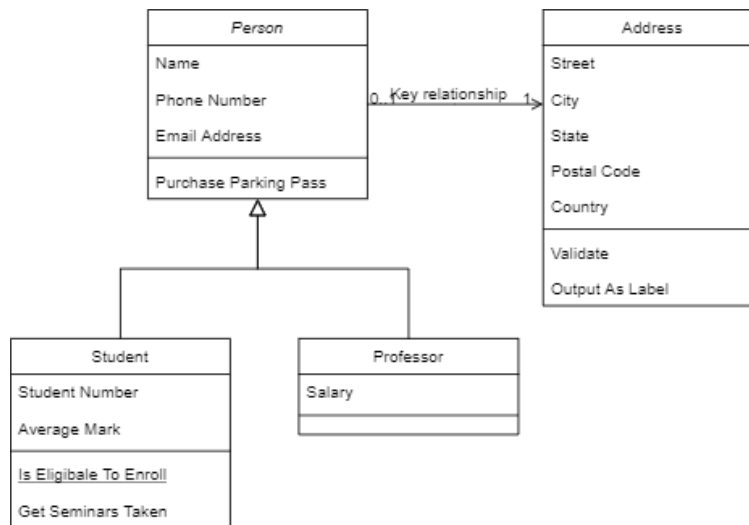 Person
Name
Phone Number
Email Address
Purchase Parking Pass
0..1
Key relationship
1
Address
Street
City
State
Postal Code
Country
Validate
Output As Label
Student
Student Number
Average Mark
Is Eligibale To Enroll
Get Seminars Taken
Professor
Salary